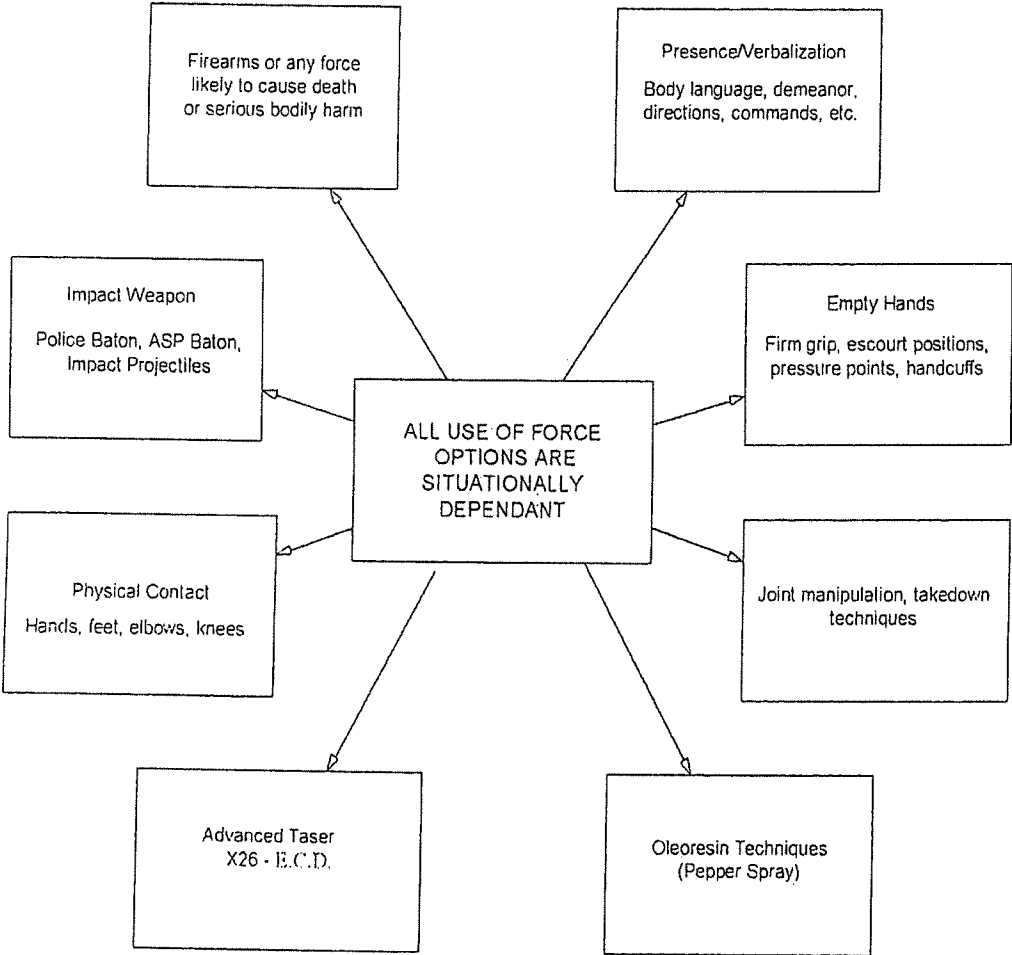 Firearms or any force
likely to cause death
or serious bodily harm
Presence/Verbalization
Body language, demeanor,
directions, commands, etc.
Impact Weapon
Police Baton, ASP Baton,
Impact Projectiles
Empty Hands
Firm grip, escourt positions,
pressure points, handcuffs
ALL USE OF FORCE
OPTIONS ARE
SITUATIONALLY
DEPENDANT
Physical Contact
Hands, feet, elbows, knees
Joint manipulation, takedown
techniques
Advanced Taser
X26 - E.C.D.
Oleoresin Techniques
(Pepper Spray)